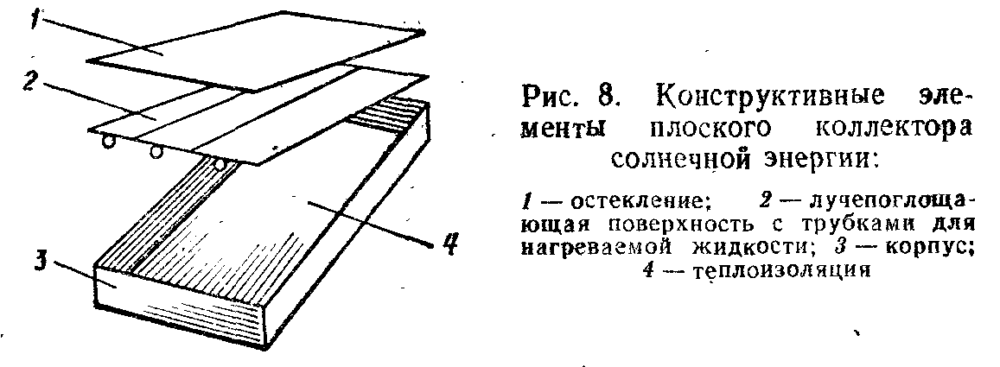 1
2
3
4
Рис. 8. Конструктивные эле-
менты плоского коллектора
солнечной энергии:
1 — остекление; 2 — лучепоглоща-
ющая поверхность с трубками для
нагреваемой жидкости; 3 — корпус;
4 — теплоизоляция